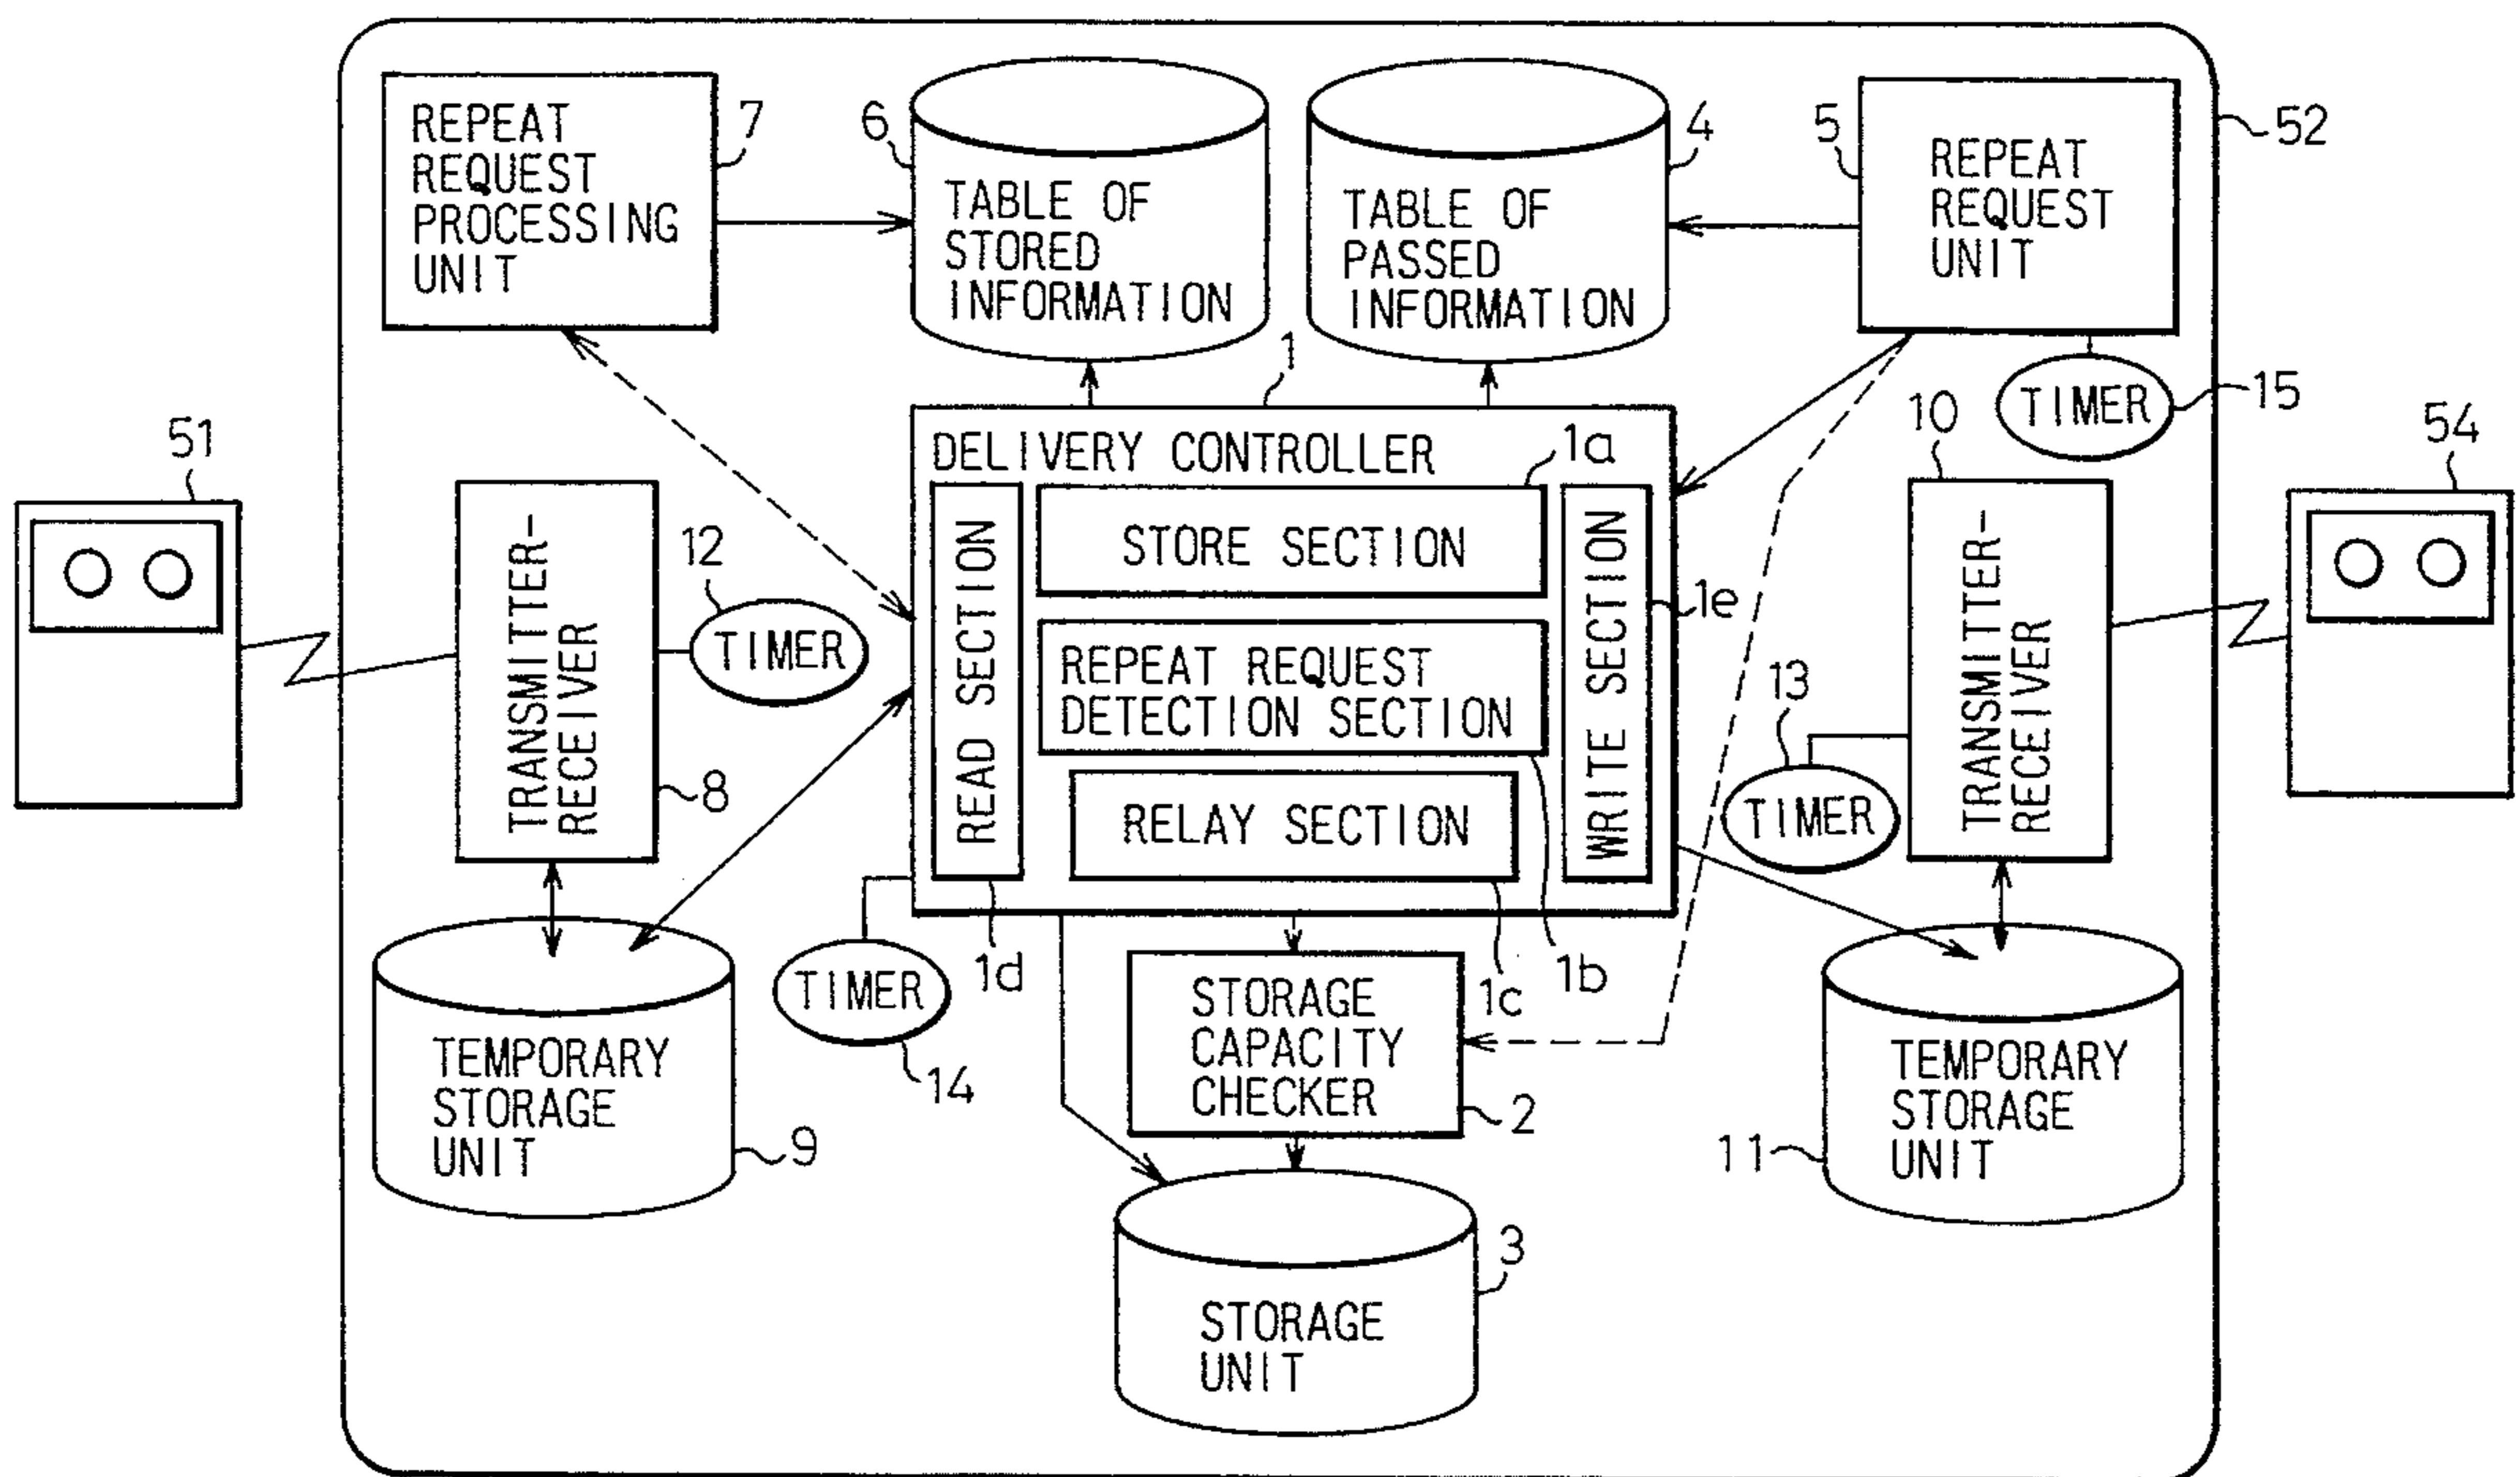 REPEAT
REQUEST
PROCESSING
UNIT
7
6
TABLE OF
STORED
INFORMATION
TABLE OF
PASSED
INFORMATION
4
5
REPEAT
REQUEST
UNIT
52
TIMER
15
1
DELIVERY CONTROLLER
1a
STORE SECTION
REPEAT REQUEST
DETECTION SECTION
1b
RELAY SECTION
1c
READ SECTION
1d
WRITE SECTION
1e
51
TRANSMITTER-
RECEIVER
8
12
TIMER
10
TRANSMITTER-
RECEIVER
13
TIMER
54
TIMER
14
TEMPORARY
STORAGE
UNIT
9
STORAGE
CAPACITY
CHECKER
2
11
TEMPORARY
STORAGE
UNIT
STORAGE
UNIT
3